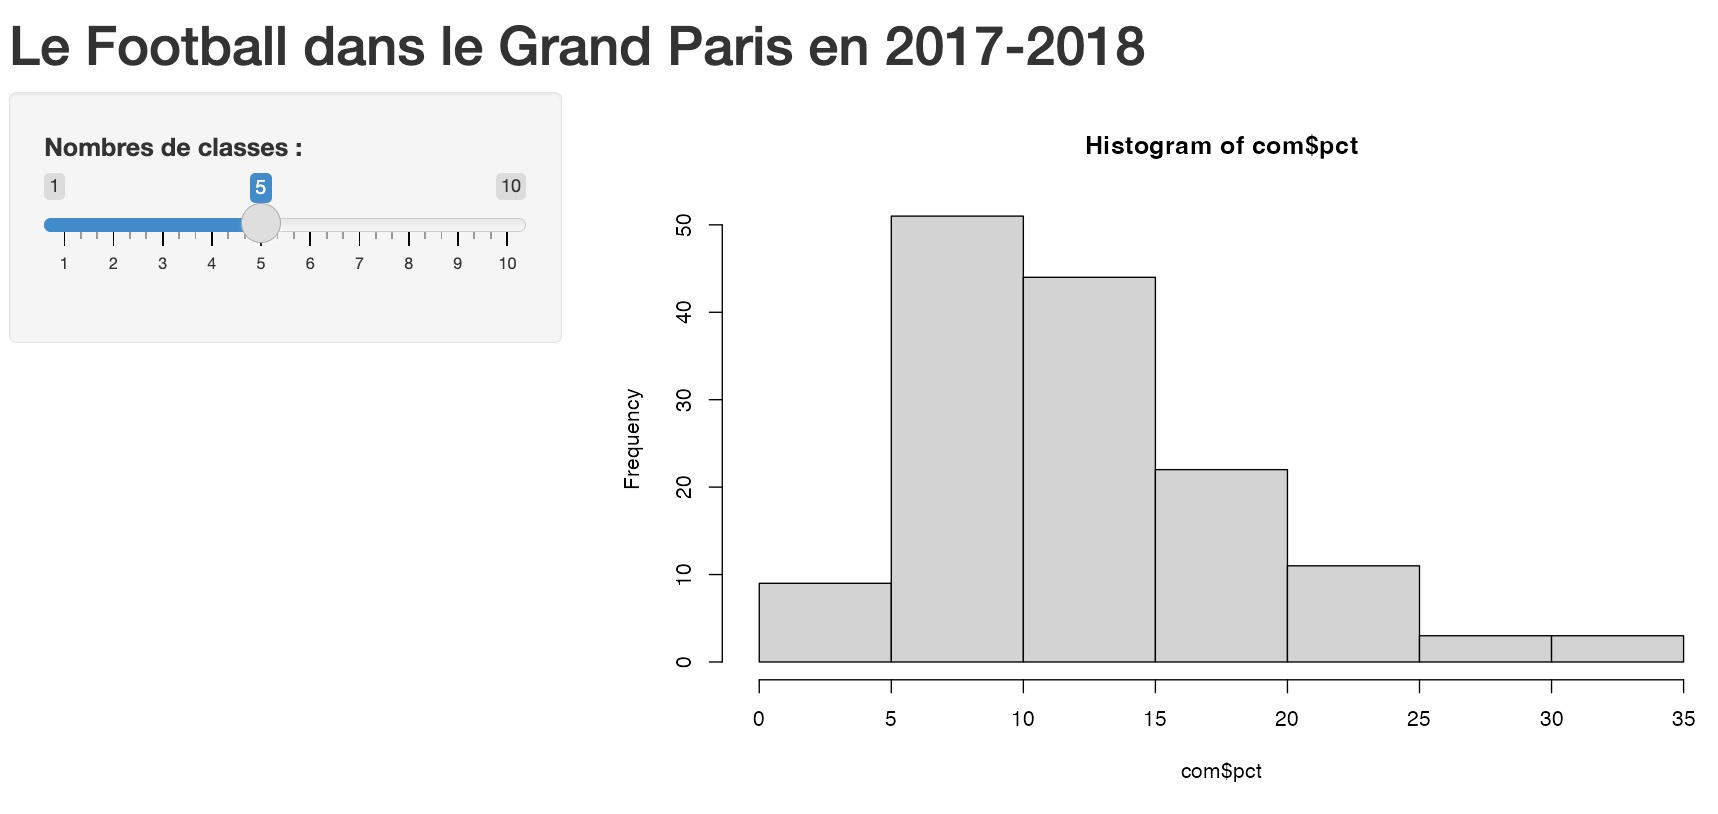 Le Football dans le Grand Paris en 2017-2018
Nombres de classes :
1 5 10
1 2 3 4 5 6 7 8 9 10
Histogram of com$pct
Frequency
50
40
30
20
10
0
0 5 10 15 20 25 30 35
com$pct